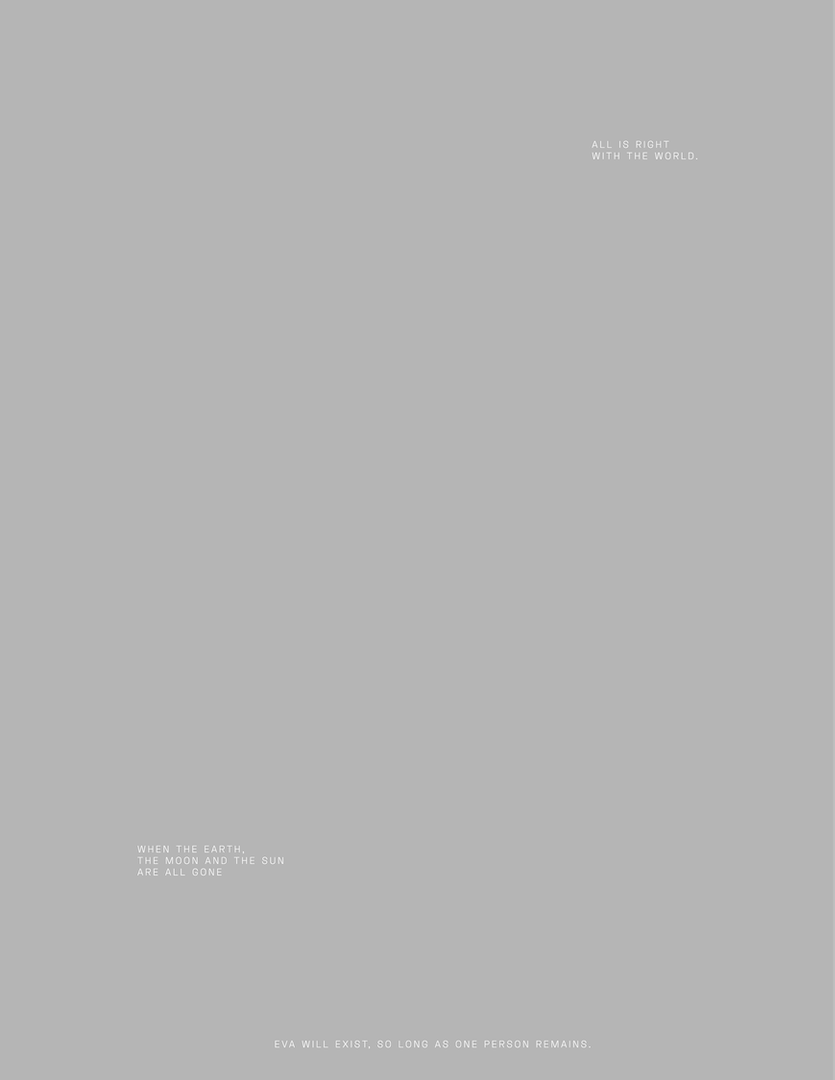 ALL IS RIGHT
WITH THE WORLD.
WHEN THE EARTH,
THE MOON AND THE SUN
ARE ALL GONE
EVA WILL EXIST, SO LONG AS ONE PERSON REMAINS.